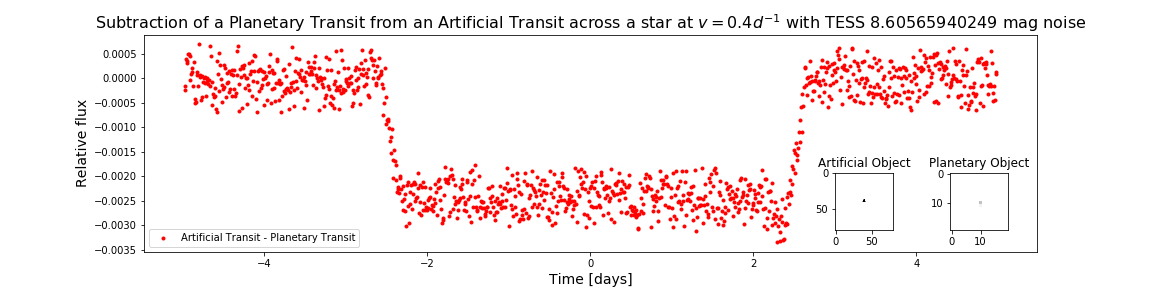 Subtraction of a Planetary Transit from an Artificial Transit across a star at v = 0.4d⁻¹ with TESS 8.60565940249 mag noise
0.0005
0.0000
−0.0005
−0.0010
−0.0015
−0.0020
−0.0025
−0.0030
−0.0035
Relative flux
Artificial Object
0
50
0 50
Planetary Object
0
10
0 10
Artificial Transit - Planetary Transit
−4 −2 0 2 4
Time [days]